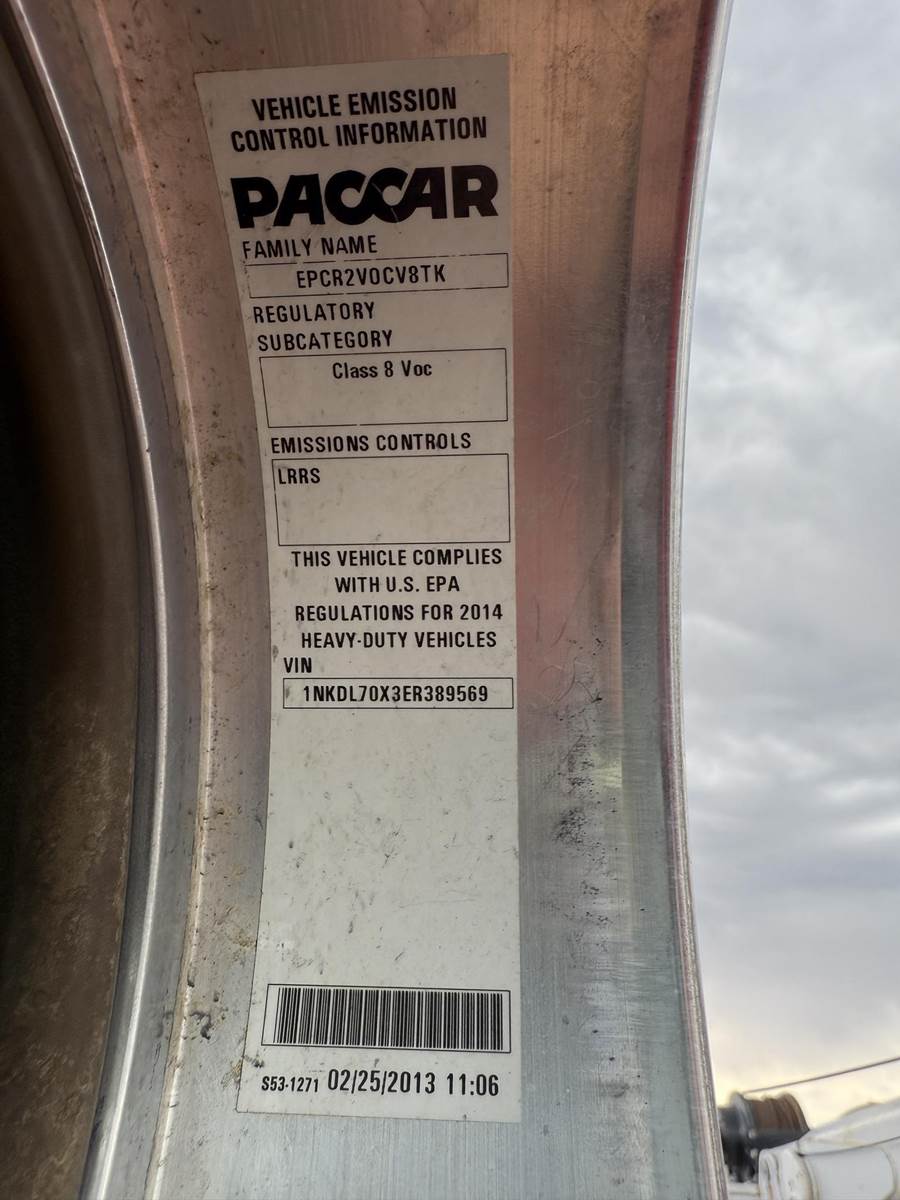 VEHICLE EMISSION
CONTROL INFORMATION
PACCAR
FAMILY NAME
EPCR2VOCV8TK
REGULATORY
SUBCATEGORY
Class 8 Voc
EMISSIONS CONTROLS
LRRS
THIS VEHICLE COMPLIES
WITH U.S. EPA
REGULATIONS FOR 2014
HEAVY-DUTY VEHICLES
VIN
1NKDL70X3ER389569
S53-1271 02/25/2013 11:06